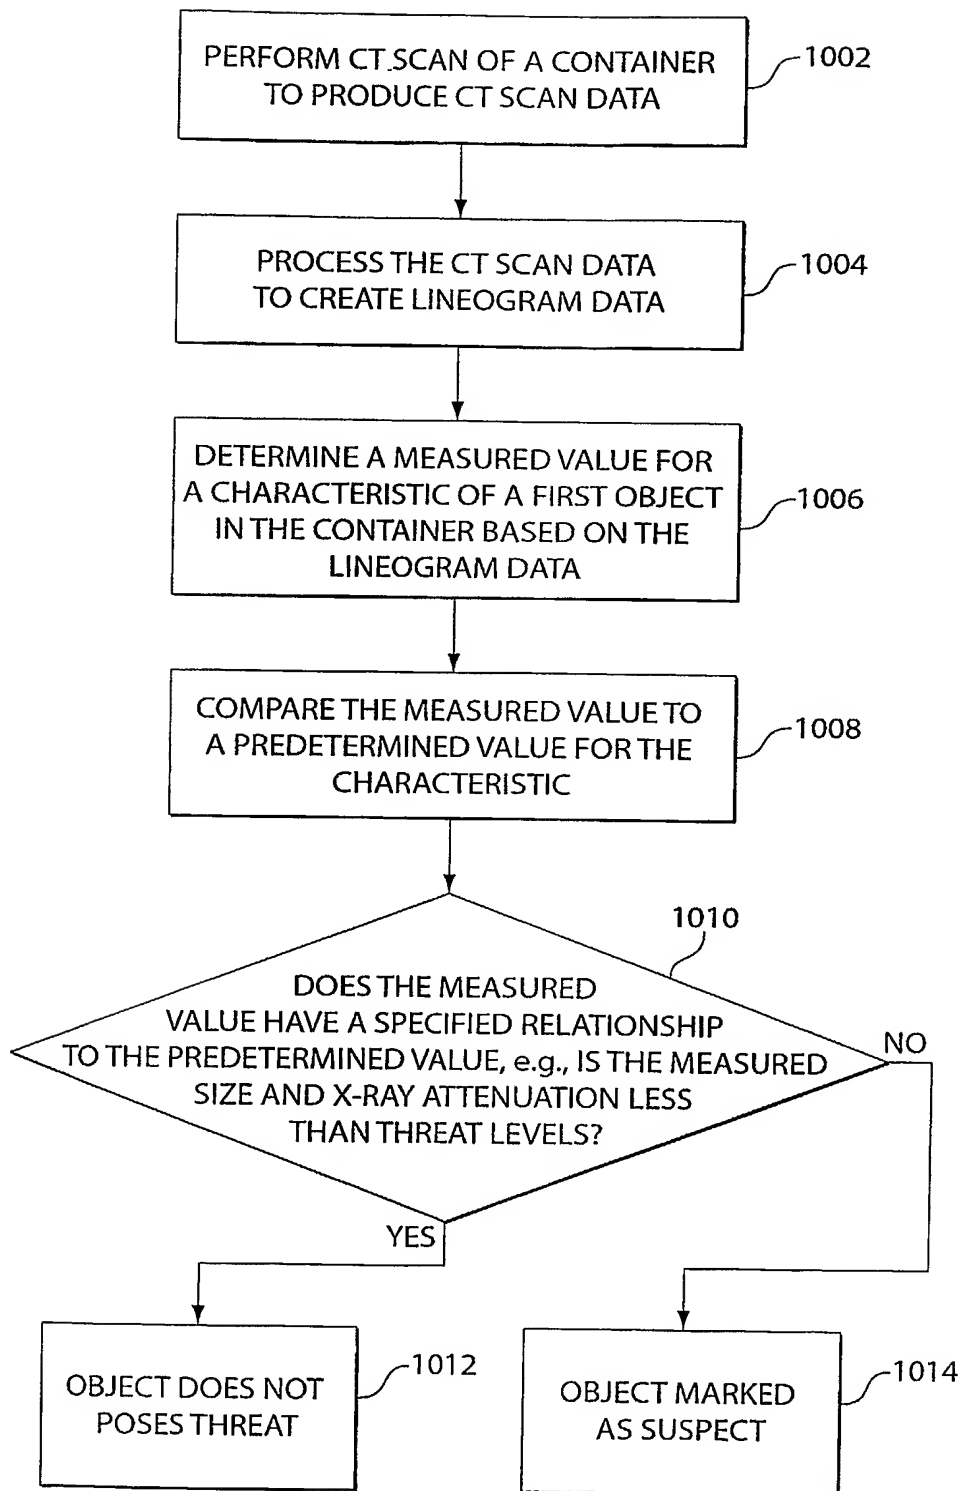 PERFORM CT SCAN OF A CONTAINER
TO PRODUCE CT SCAN DATA
1002
PROCESS THE CT SCAN DATA
TO CREATE LINEOGRAM DATA
1004
DETERMINE A MEASURED VALUE FOR
A CHARACTERISTIC OF A FIRST OBJECT
IN THE CONTAINER BASED ON THE
LINEOGRAM DATA
1006
COMPARE THE MEASURED VALUE TO
A PREDETERMINED VALUE FOR THE
CHARACTERISTIC
1008
1010
DOES THE MEASURED
VALUE HAVE A SPECIFIED RELATIONSHIP
TO THE PREDETERMINED VALUE, e.g., IS THE MEASURED
SIZE AND X-RAY ATTENUATION LESS
THAN THREAT LEVELS?
NO
YES
OBJECT DOES NOT
POSES THREAT
1012
OBJECT MARKED
AS SUSPECT
1014